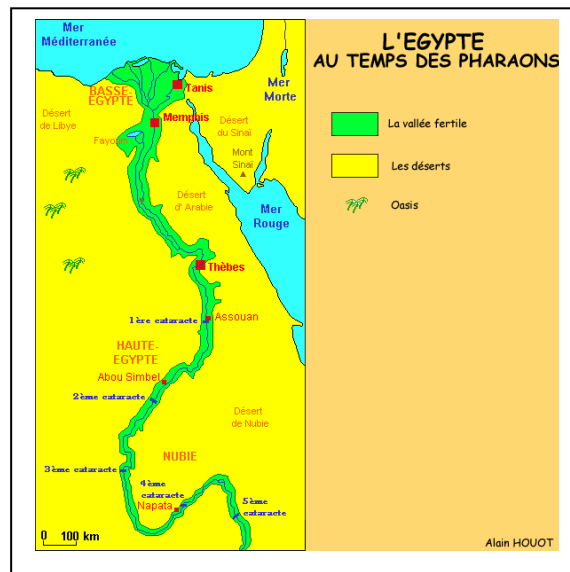 Mer
Méditerranée
L'EGYPTE
AU TEMPS DES PHARAONS
Mer
Morte
Tanis
BASSE-
EGYPTE
Désert
de Libye
Memphis
Désert
du Sinaï
Fayoum
Mont
Sinaï
La vallée fertile
Les déserts
Oasis
Désert
d' Arabie
Mer
Rouge
Thèbes
1ère cataracte
Assouan
HAUTE-
EGYPTE
Abou Simbel
2ème cataracte
Désert
de Nubie
NUBIE
3ème cataracte
4ème
cataracte
Napata
5ème
cataracte
0 100 km
Alain HOUOT